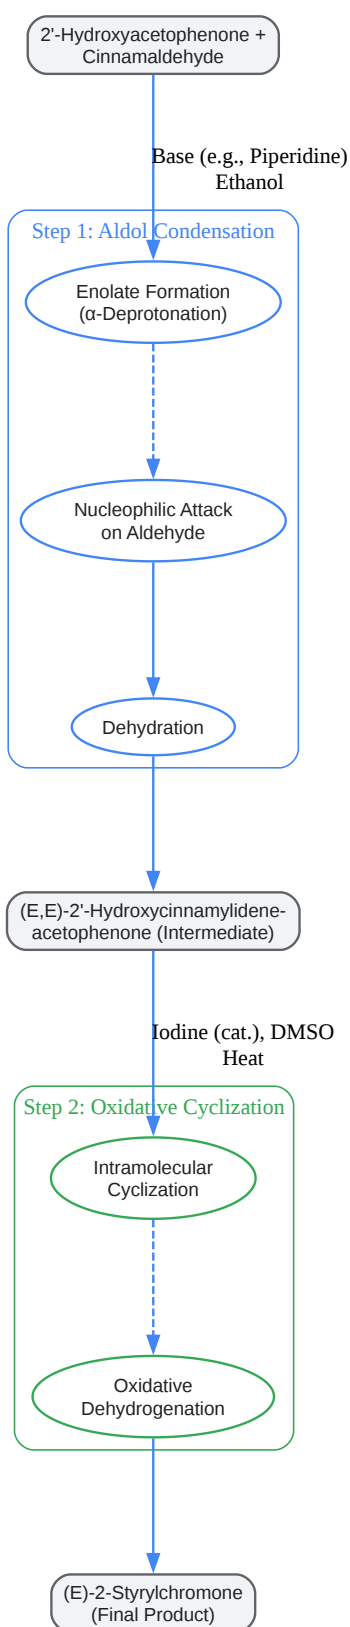 2'-Hydroxyacetophenone +
Cinnamaldehyde
Base (e.g., Piperidine)
Ethanol
Step 1: Aldol Condensation
Enolate Formation
(α-Deprotonation)
Nucleophilic Attack
on Aldehyde
Dehydration
(E,E)-2'-Hydroxycinnamylidene-
acetophenone (Intermediate)
Iodine (cat.), DMSO
Heat
Step 2: Oxidative Cyclization
Intramolecular
Cyclization
Oxidative
Dehydrogenation
(E)-2-Styrylchromone
(Final Product)